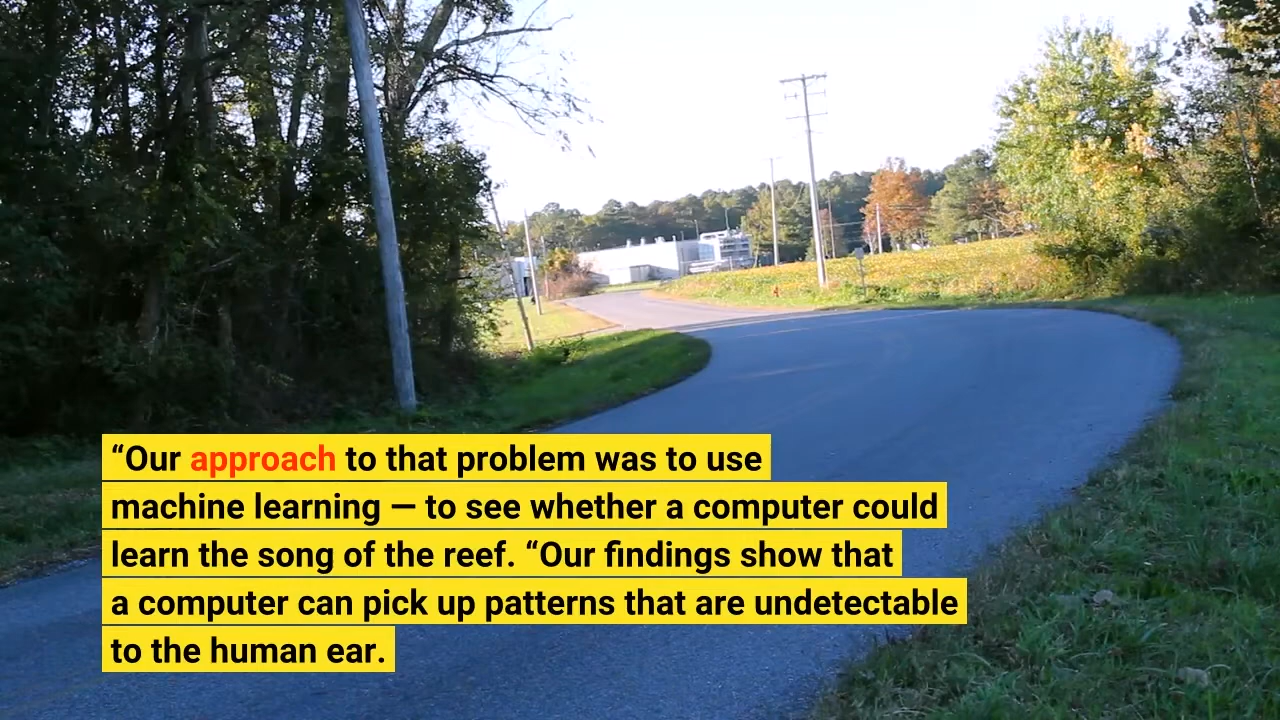 “Our approach to that problem was to use
machine learning — to see whether a computer could
learn the song of the reef. “Our findings show that
a computer can pick up patterns that are undetectable
to the human ear.